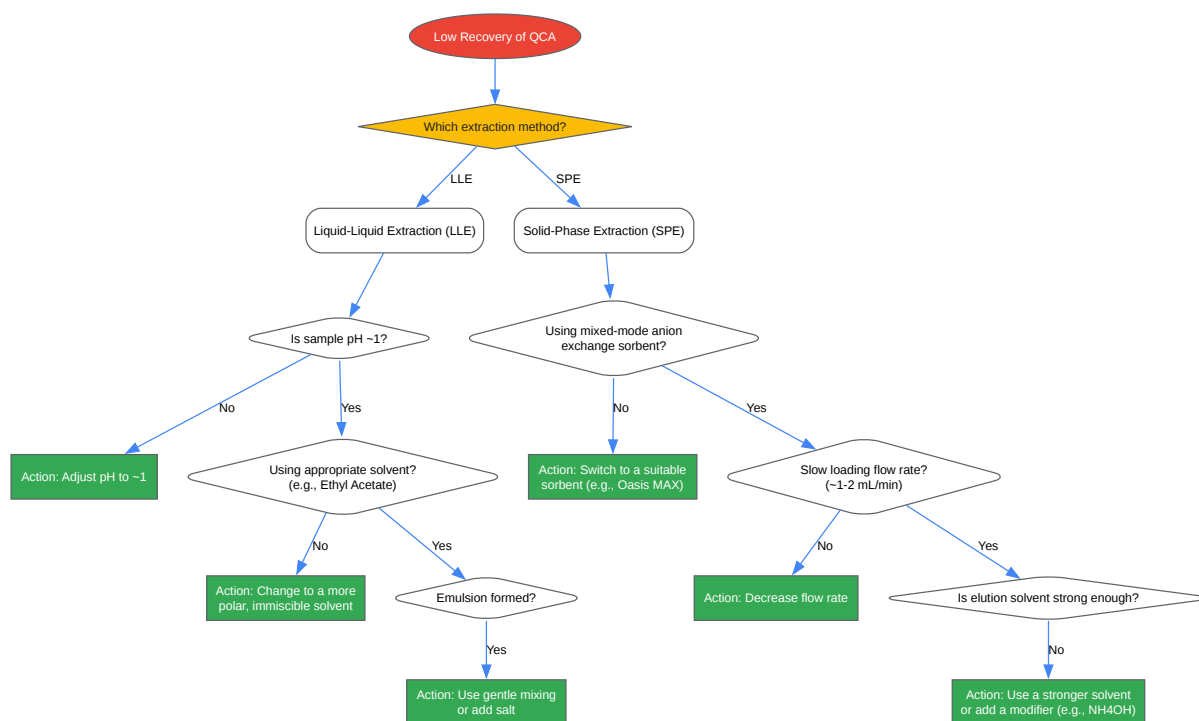 Low Recovery of QCA
Which extraction method?
LLE
SPE
Liquid-Liquid Extraction (LLE)
Solid-Phase Extraction (SPE)
Is sample pH ~1?
Using mixed-mode anion
exchange sorbent?
No
Yes
No
Yes
Action: Adjust pH to ~1
Using appropriate solvent?
(e.g., Ethyl Acetate)
Action: Switch to a suitable
sorbent (e.g., Oasis MAX)
Slow loading flow rate?
(~1-2 mL/min)
No
Yes
No
Yes
Action: Change to a more
polar, immiscible solvent
Emulsion formed?
Action: Decrease flow rate
Is elution solvent strong enough?
Yes
No
Action: Use gentle mixing
or add salt
Action: Use a stronger solvent
or add a modifier (e.g., NH4OH)